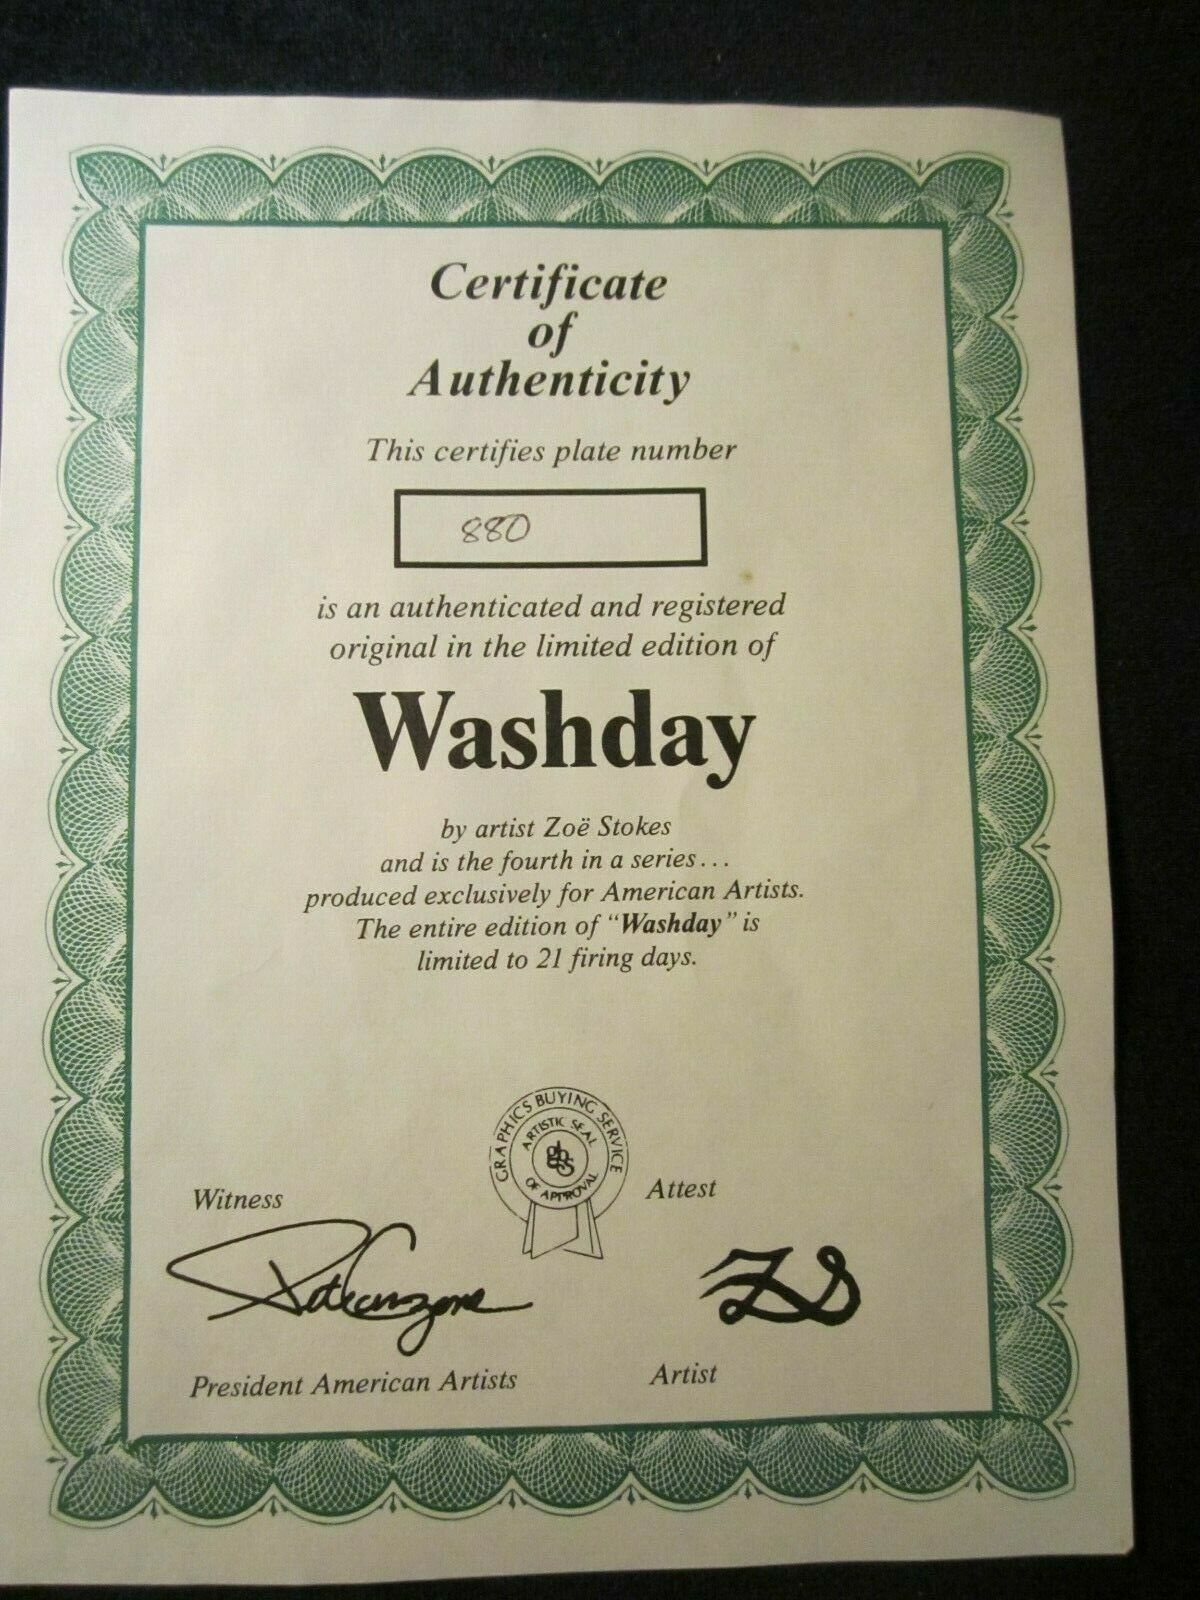 Certificate
of
Authenticity
This certifies plate number
880
is an authenticated and registered
original in the limited edition of
Washday
by artist Zoë Stokes
and is the fourth in a series...
produced exclusively for American Artists.
The entire edition of "Washday" is
limited to 21 firing days.
GRAPHICS BUYING SERVICE
ARTISTIC SEAL
gbs
OF APPROVAL
Witness
Attest
ZS
President American Artists
Artist